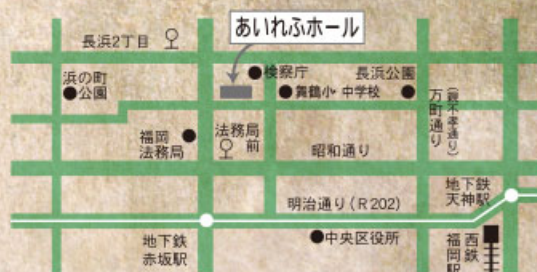 長浜2丁目
あいれふホール
浜の町
公園
検察庁
長浜公園
舞鶴小・中学校
万町通り
(親不孝通り)
福岡
法務局
法務局
前
昭和通り
地下鉄
天神駅
明治通り(R202)
地下鉄
赤坂駅
中央区役所
西鉄
福岡駅